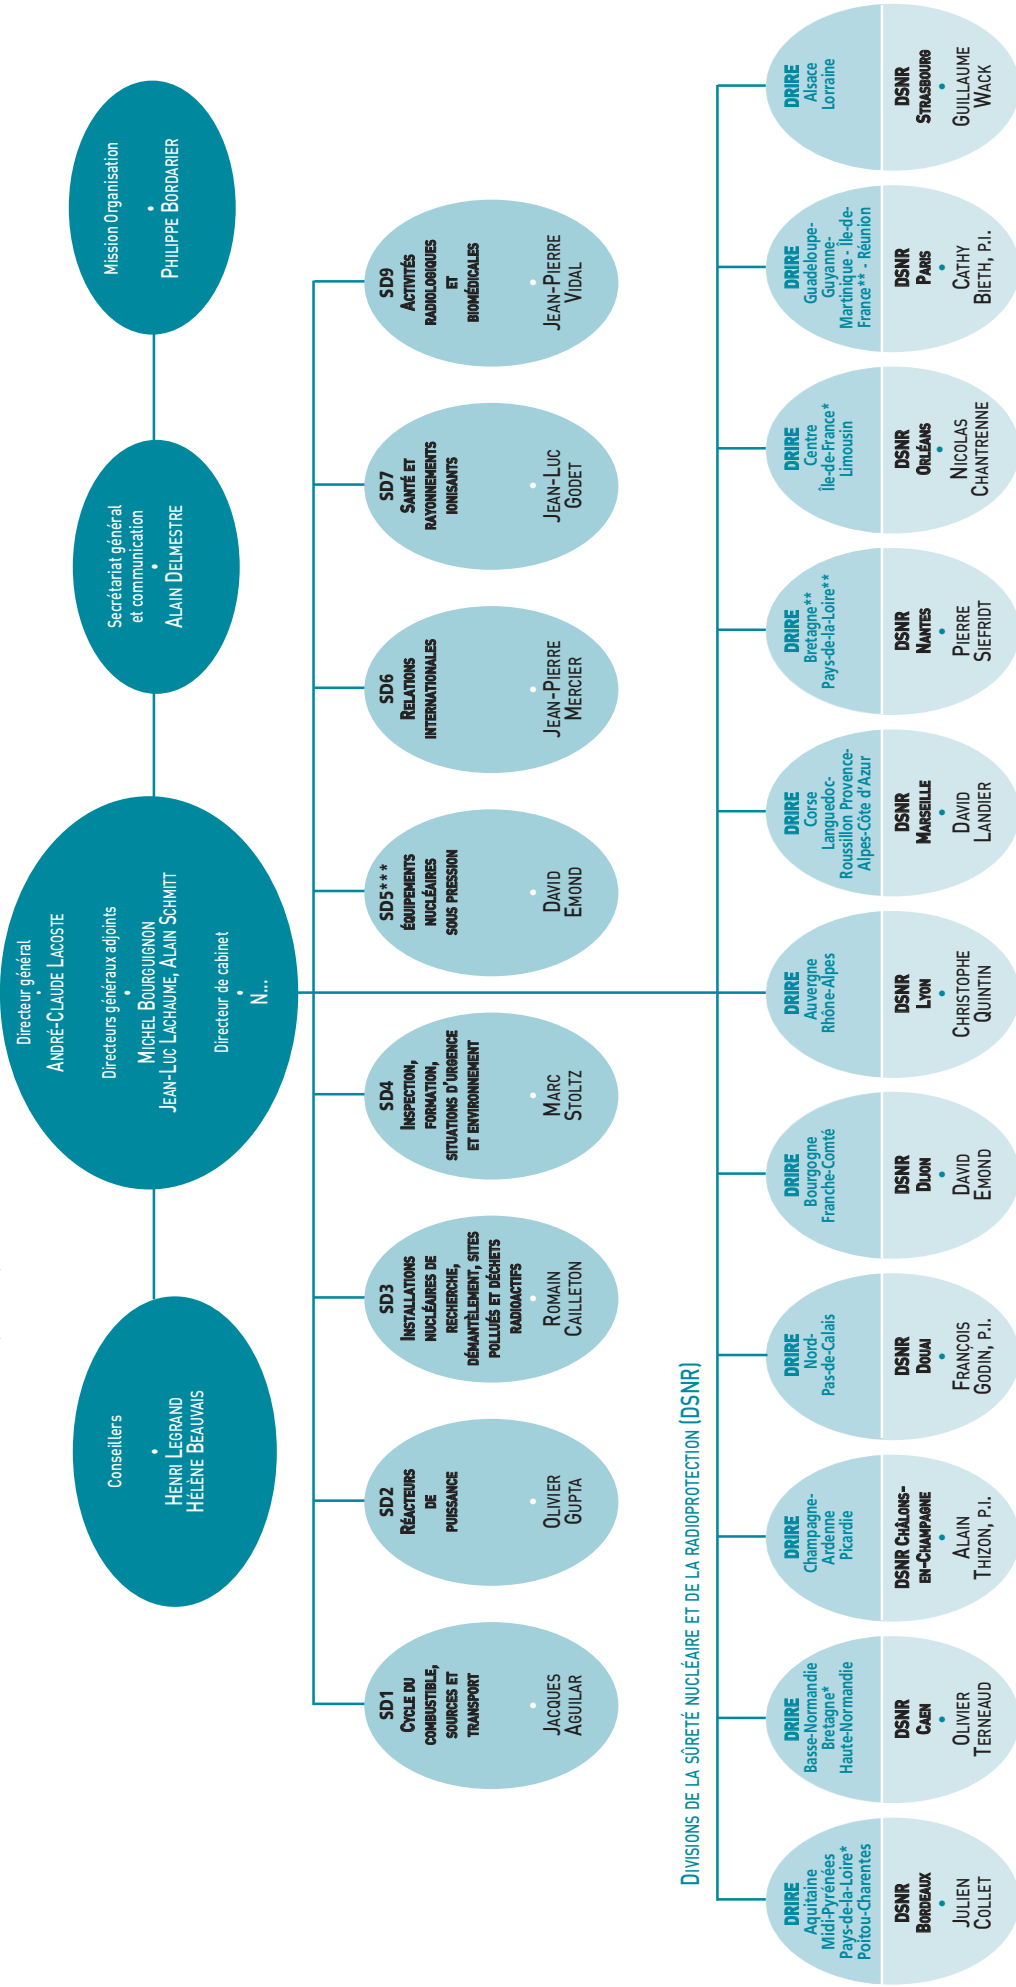 Directeur général
ANDRÉ-CLAUDE LACOSTE
Directeurs généraux adjoints
MICHEL BOURGUIGNON
JEAN-LUC LACHAUME, ALAIN SCHMITT
Directeur de cabinet
N...
Conseillers
HENRI LEGRAND
HÉLÈNE BEAUVAIS
Secrétariat général
et communication
ALAIN DELMESTRE
Mission Organisation
PHILIPPE BORDARIER
SD1
CYCLE DU
COMBUSTIBLE,
SOURCES ET
TRANSPORT
JACQUES
AGUILAR
SD2
RÉACTEURS
DE
PUISSANCE
OLIVIER
GUPTA
SD3
INSTALLATIONS
NUCLÉAIRES DE
RECHERCHE,
DÉMANTÈLEMENT, SITES
POLLUÉS ET DÉCHETS
RADIOACTIFS
ROMAIN
CAILLETON
SD4
INSPECTION,
FORMATION,
SITUATIONS D'URGENCE
ET ENVIRONNEMENT
MARC
STOLTZ
SD5***
ÉQUIPEMENTS
NUCLÉAIRES
SOUS PRESSION
DAVID
EMOND
SD6
RELATIONS
INTERNATIONALES
JEAN-PIERRE
MERCIER
SD7
SANTÉ ET
RAYONNEMENTS
IONISANTS
JEAN-LUC
GODET
SD9
ACTIVITÉS
RADIOLOGIQUES
ET
BIOMÉDICALES
JEAN-PIERRE
VIDAL
DIVISIONS DE LA SÛRETÉ NUCLÉAIRE ET DE LA RADIOPROTECTION (DSNR)
DRIRE
Aquitaine
Midi-Pyrénées
Pays-de-la-Loire*
Poitou-Charentes
DSNR
BORDEAUX
JULIEN
COLLET
DRIRE
Basse-Normandie
Bretagne*
Haute-Normandie
DSNR
CAEN
OLIVIER
TERNEAUD
DRIRE
Champagne-
Ardenne
Picardie
DSNR CHÂLONS-
EN-CHAMPAGNE
ALAIN
THIZON, P.I.
DRIRE
Nord-
Pas-de-Calais
DSNR
DOUAI
FRANÇOIS
GODIN, P.I.
DRIRE
Bourgogne
Franche-Comté
DSNR
DIJON
DAVID
EMOND
DRIRE
Auvergne
Rhône-Alpes
DSNR
LYON
CHRISTOPHE
QUINTIN
DRIRE
Corse
Languedoc-
Roussillon Provence-
Alpes-Côte d'Azur
DSNR
MARSEILLE
DAVID
LANDIER
DRIRE
Bretagne**
Pays-de-la-Loire**
DSNR
NANTES
PIERRE
SIEFRIDT
DRIRE
Centre
Île-de-France*
Limousin
DSNR
ORLÉANS
NICOLAS
CHANTRENNE
DRIRE
Guadeloupe-
Guyanne-
Martinique - Île-de-
France** - Réunion
DSNR
PARIS
CATHY
BIETH, P.I.
DRIRE
Alsace
Lorraine
DSNR
STRASBOURG
GUILLAUME
WACK